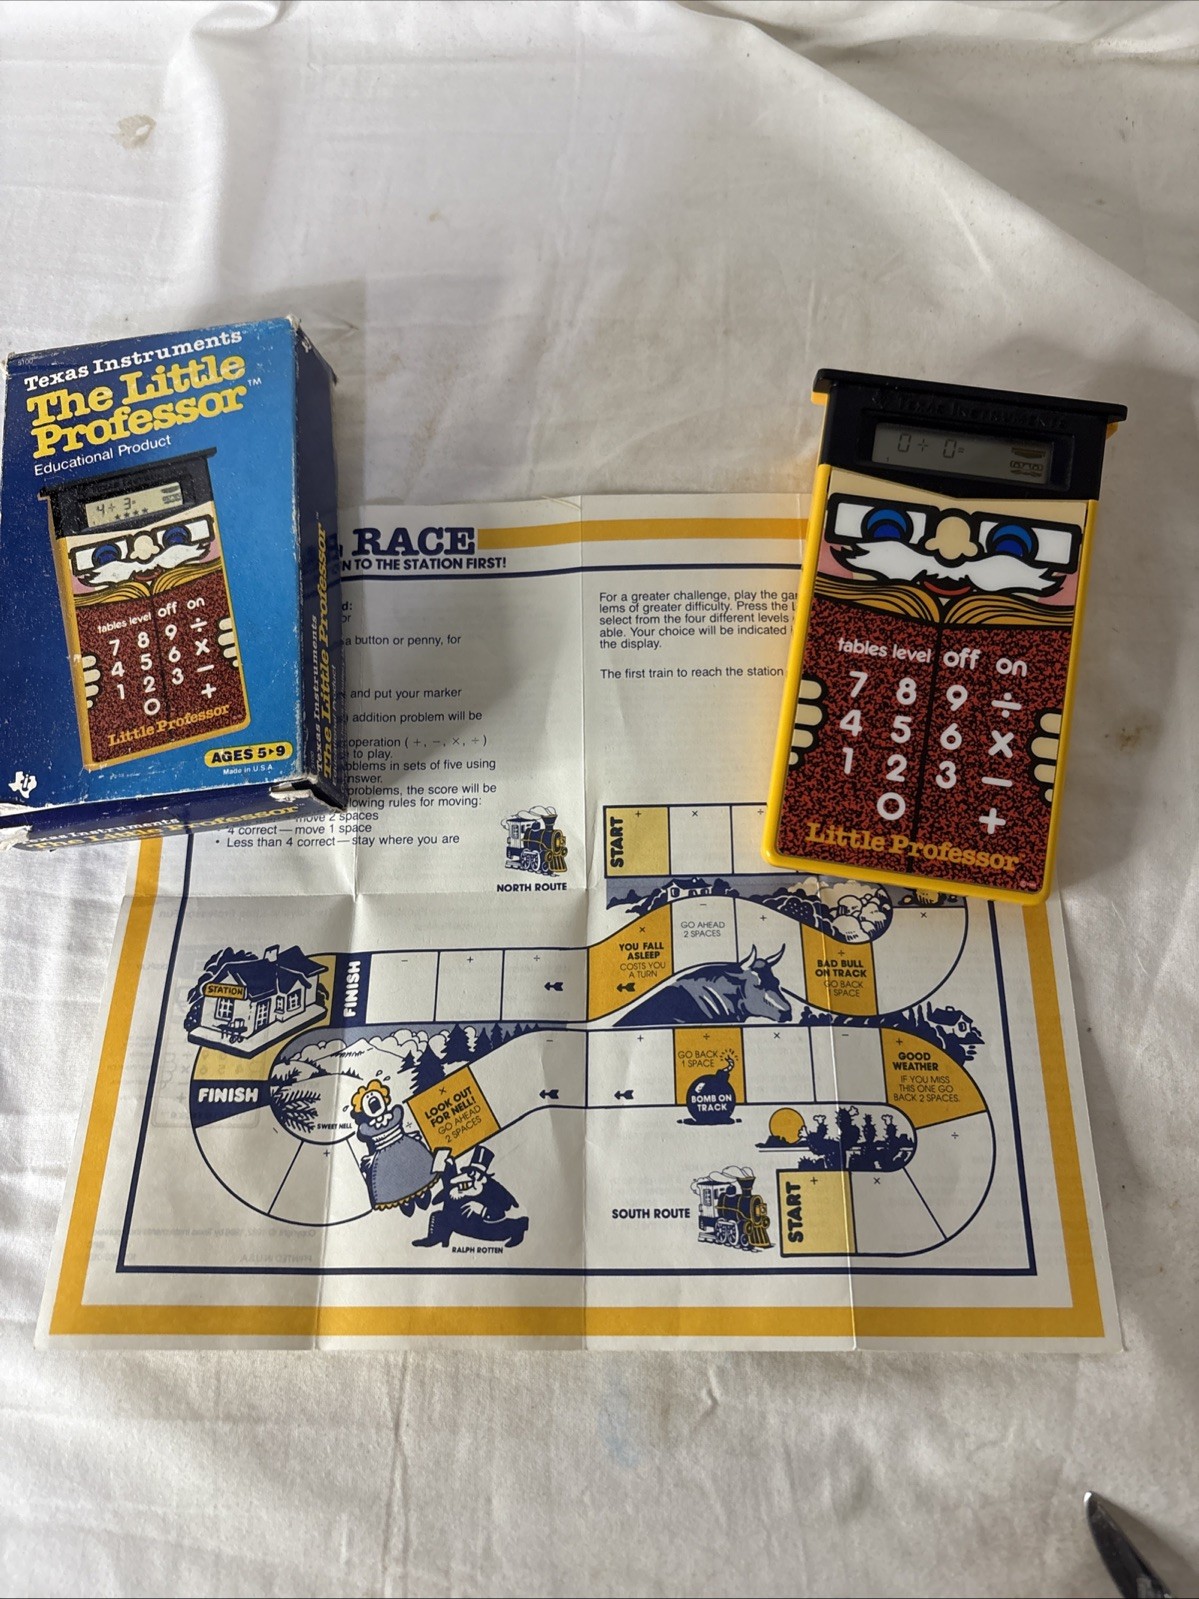 5100
Texas Instruments
The Little
Professor™
Educational Product
4÷ 3=
tables level off on
7 8 9 ÷
4 5 6 x
1 2 3 −
0 +
Little Professor
AGES 5▸9
Made in U.S.A
Texas Instruments
The Little Professor
RACE
N TO THE STATION FIRST!
d:
or
a button or penny, for
and put your marker
addition problem will be
operation ( +, −, ×, ÷ )
e to play.
oblems in sets of five using
nswer.
problems, the score will be
lowing rules for moving:
move 2 spaces
• 4 correct — move 1 space
• Less than 4 correct — stay where you are
For a greater challenge, play the ga
lems of greater difficulty. Press the L
select from the four different levels
able. Your choice will be indicated
the display.
The first train to reach the station
NORTH ROUTE
START
+ × ÷
×
YOU FALL
ASLEEP
COSTS YOU
A TURN
−
GO AHEAD
2 SPACES
+
÷
BAD BULL
ON TRACK
GO BACK
1 SPACE
×
STATION
FINISH
− + ÷
FINISH
SWEET NELL
+
÷
×
LOOK OUT
FOR NELL!
GO AHEAD
2 SPACES
RALPH ROTTEN
−
+
÷
GO BACK
1 SPACE
BOMB ON
TRACK
×
−
+
GOOD
WEATHER
IF YOU MISS
THIS ONE GO
BACK 2 SPACES.
÷
SOUTH ROUTE
START
+ ×
TEXAS INSTRUMENTS
0 ÷ 0=
tables level off on
7 8 9 ÷
4 5 6 x
1 2 3 −
0 +
Little Professor